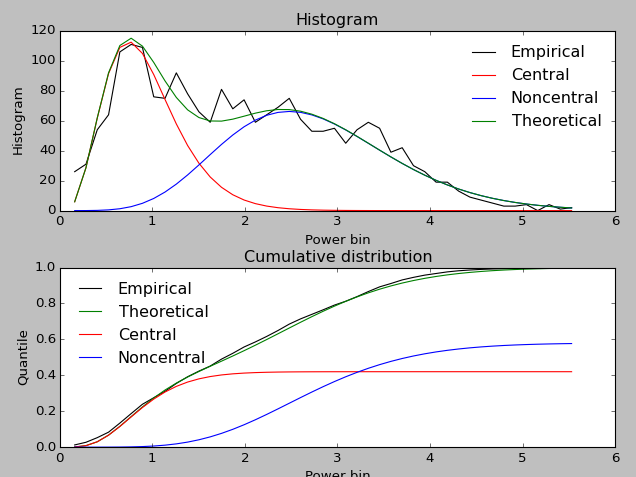 Histogram
120
100
80
60
40
20
0
Histogram
Empirical
Central
Noncentral
Theoretical
0 1 2 3 4 5 6
Power bin
Cumulative distribution
1.0
0.8
0.6
0.4
0.2
0.0
Quantile
Empirical
Theoretical
Central
Noncentral
0 1 2 3 4 5 6
Power bin